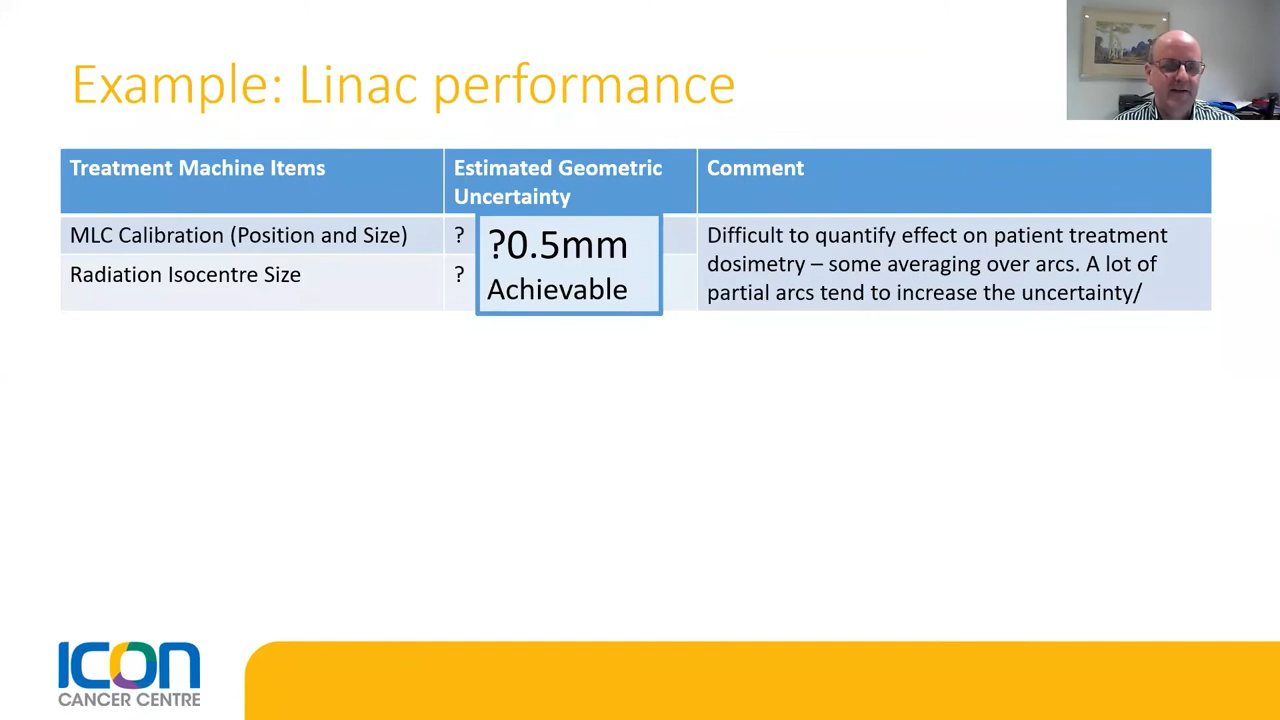 Example: Linac performance
Treatment Machine Items
Estimated Geometric
Uncertainty
Comment
MLC Calibration (Position and Size)
?
Radiation Isocentre Size
?
?0.5mm
Achievable
Difficult to quantify effect on patient treatment
dosimetry – some averaging over arcs. A lot of
partial arcs tend to increase the uncertainty/
ICON
CANCER CENTRE